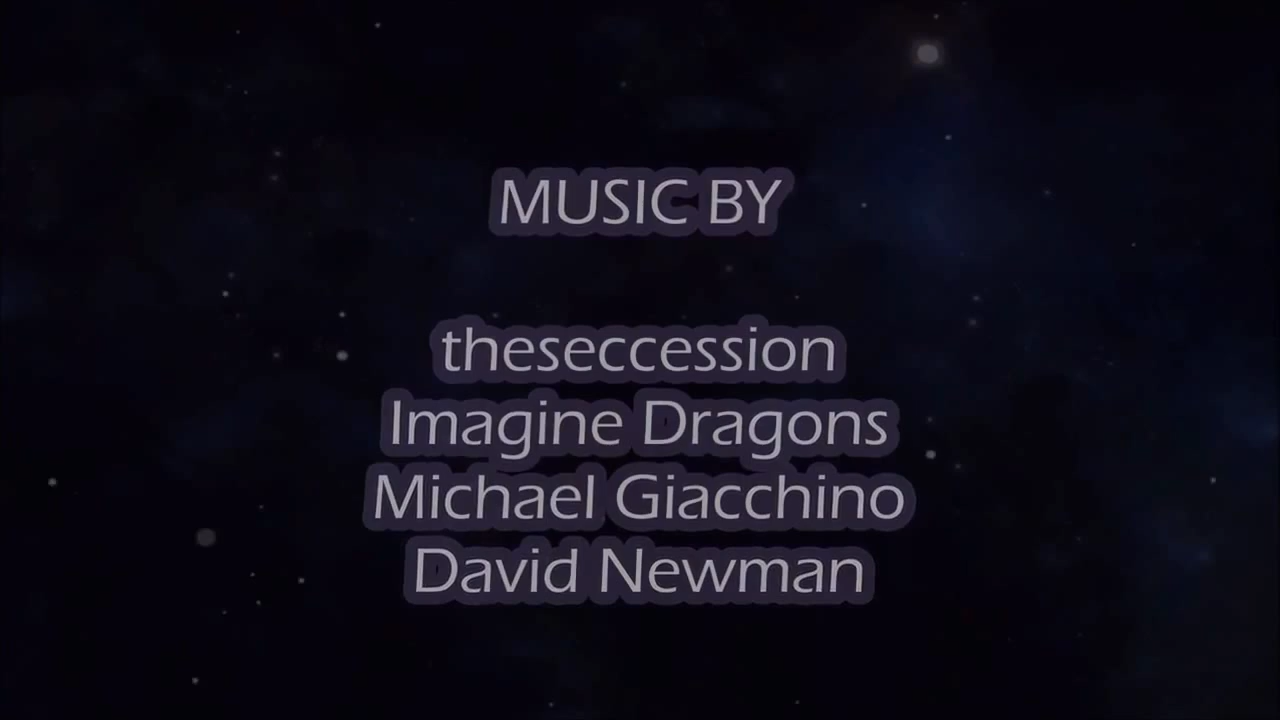 MUSIC BY
theseccession
Imagine Dragons
Michael Giacchino
David Newman